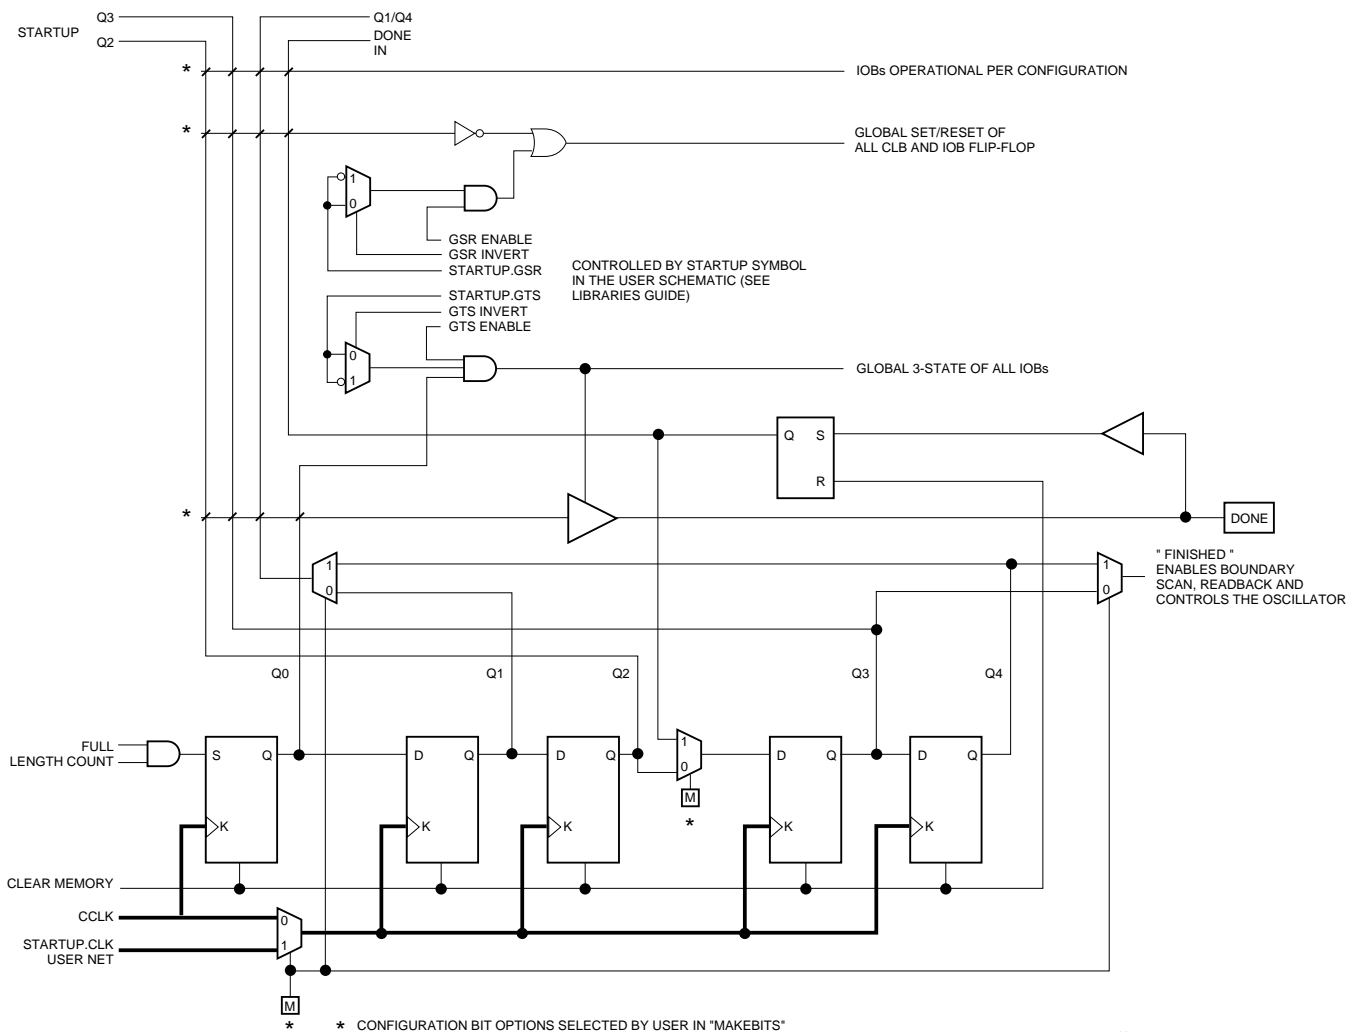 STARTUP
Q3
Q2
Q1/Q4
DONE
IN
*
IOBs OPERATIONAL PER CONFIGURATION
*
GLOBAL SET/RESET OF
ALL CLB AND IOB FLIP-FLOP
1
0
GSR ENABLE
GSR INVERT
STARTUP.GSR
CONTROLLED BY STARTUP SYMBOL
IN THE USER SCHEMATIC (SEE
LIBRARIES GUIDE)
STARTUP.GTS
GTS INVERT
GTS ENABLE
0
1
GLOBAL 3-STATE OF ALL IOBs
Q S
R
*
DONE
1
0
1
0
" FINISHED "
ENABLES BOUNDARY
SCAN, READBACK AND
CONTROLS THE OSCILLATOR
Q0
Q1
Q2
Q3
Q4
FULL
LENGTH COUNT
S Q
K
D Q
K
D Q
K
1
0
M
*
D Q
K
D Q
K
CLEAR MEMORY
CCLK
STARTUP.CLK
USER NET
0
1
M
*
* CONFIGURATION BIT OPTIONS SELECTED BY USER IN "MAKEBITS"